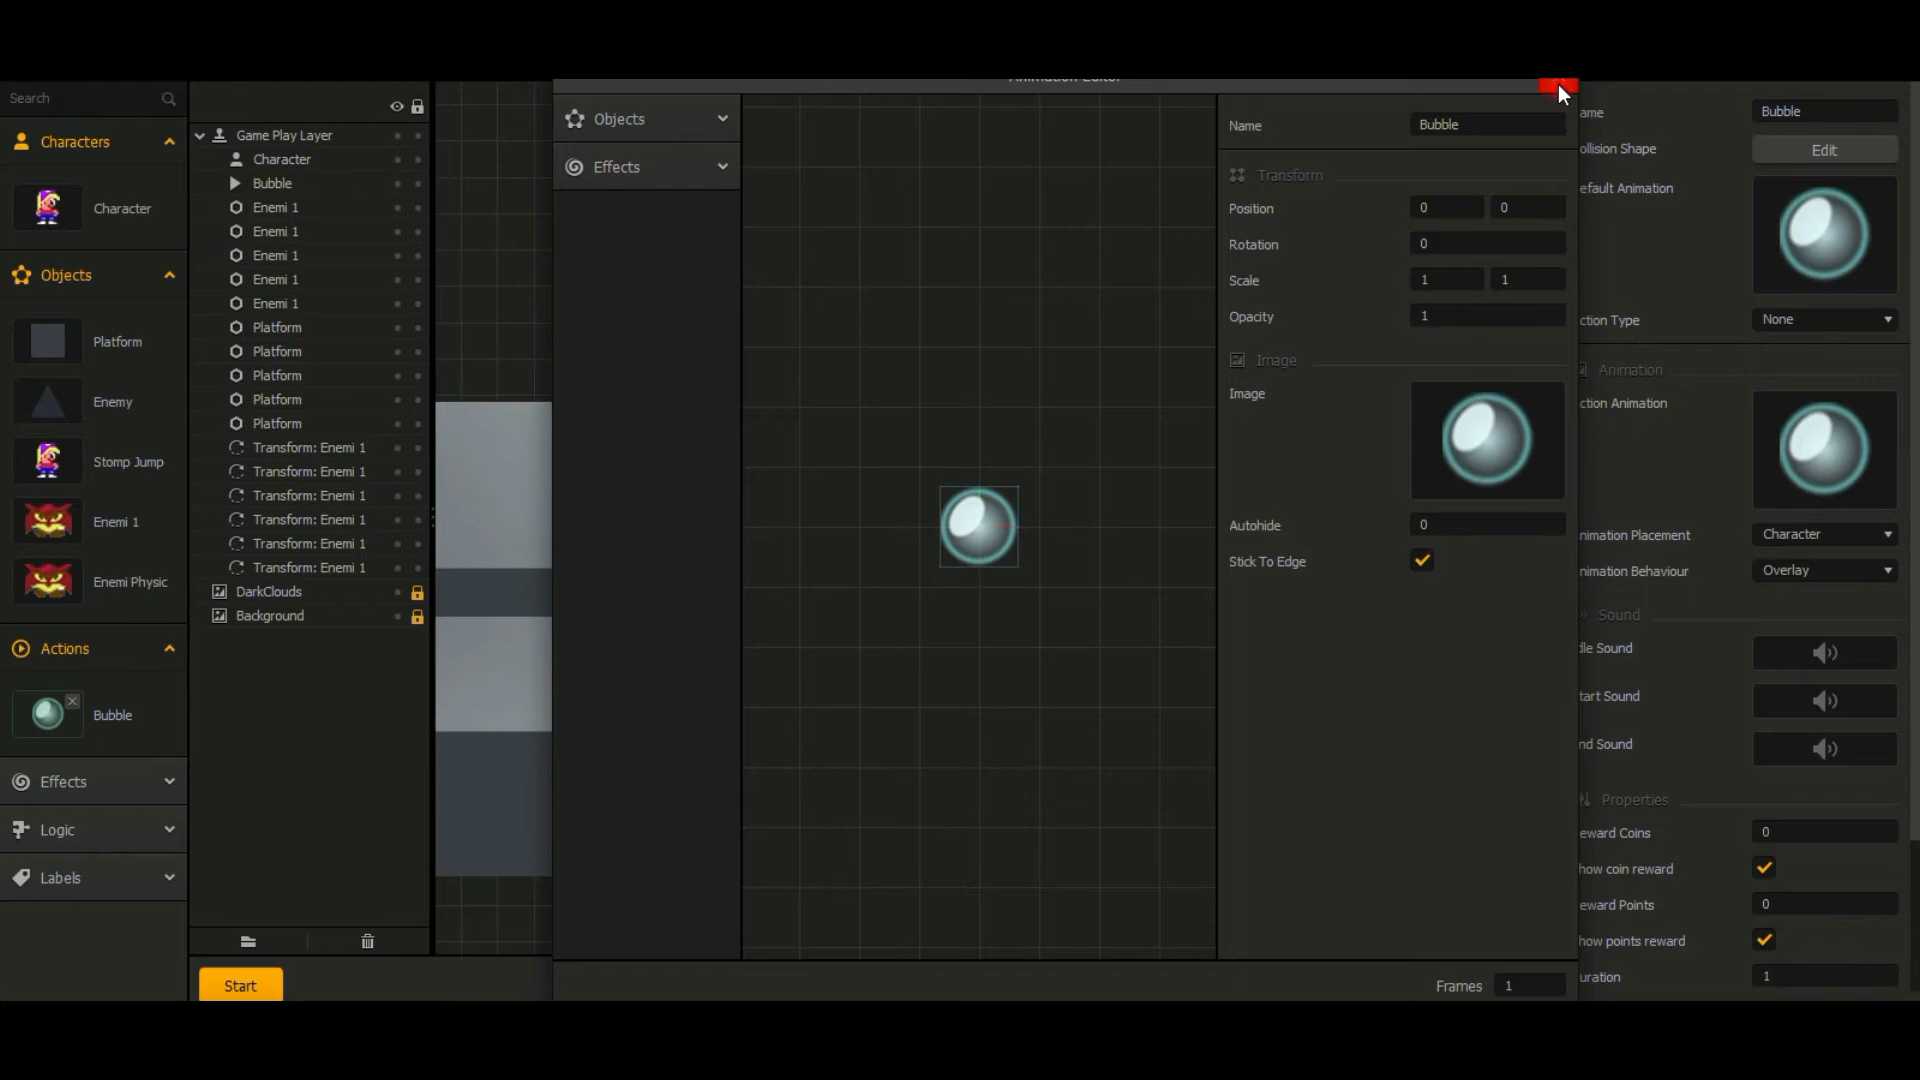 Search
Characters
Character
Objects
Platform
Enemy
Stomp Jump
Enemi 1
Enemi Physic
Actions
Bubble
Effects
Logic
Labels
Game Play Layer
Character
Bubble
Enemi 1
Enemi 1
Enemi 1
Enemi 1
Enemi 1
Platform
Platform
Platform
Platform
Platform
Transform: Enemi 1
Transform: Enemi 1
Transform: Enemi 1
Transform: Enemi 1
Transform: Enemi 1
Transform: Enemi 1
DarkClouds
Background
Start
Animation Editor
Objects
Effects
Name Bubble
Transform
Position 0 0
Rotation 0
Scale 1 1
Opacity 1
Image
Image
Autohide 0
Stick To Edge
Frames 1
ame Bubble
ollision Shape Edit
efault Animation
ction Type None
Animation
ction Animation
nimation Placement Character
nimation Behaviour Overlay
Sound
dle Sound
tart Sound
nd Sound
Properties
eward Coins 0
how coin reward
eward Points 0
how points reward
uration 1